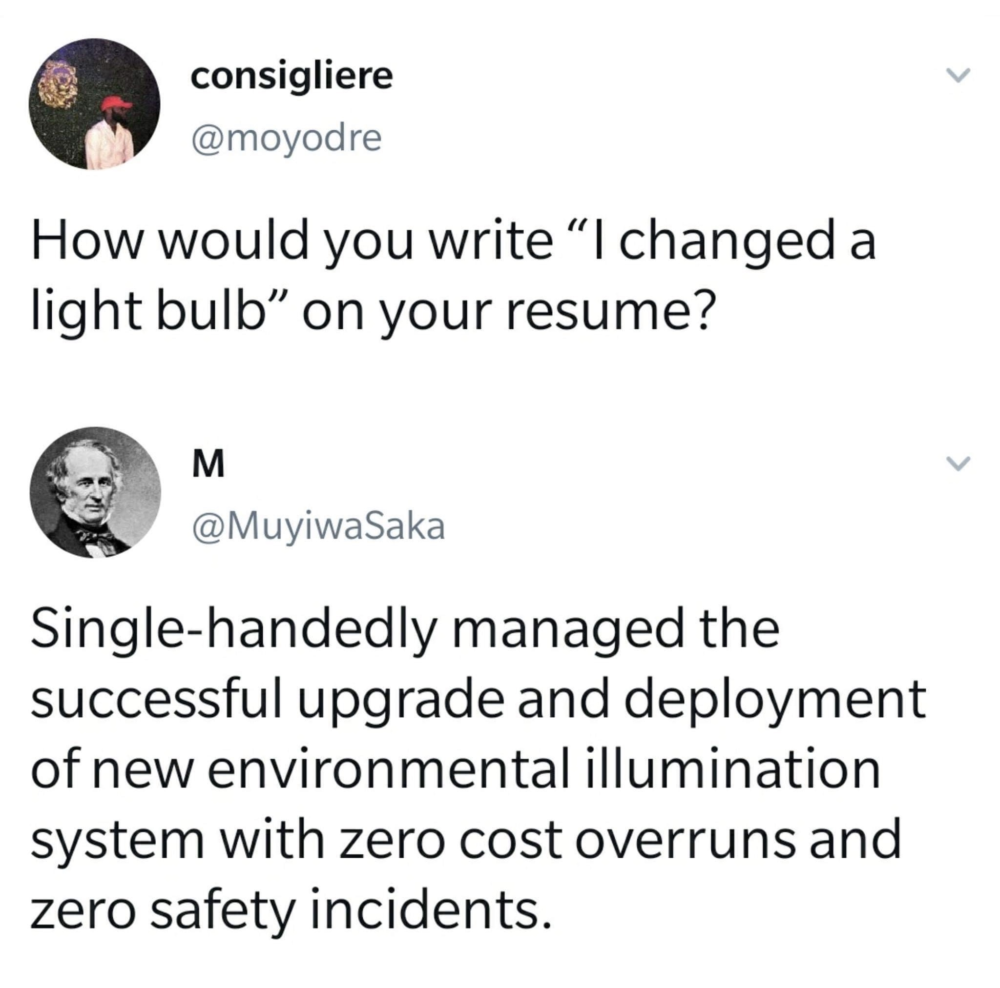 consigliere
@moyodre
How would you write “I changed a
light bulb” on your resume?
M
@MuyiwaSaka
Single-handedly managed the
successful upgrade and deployment
of new environmental illumination
system with zero cost overruns and
zero safety incidents.